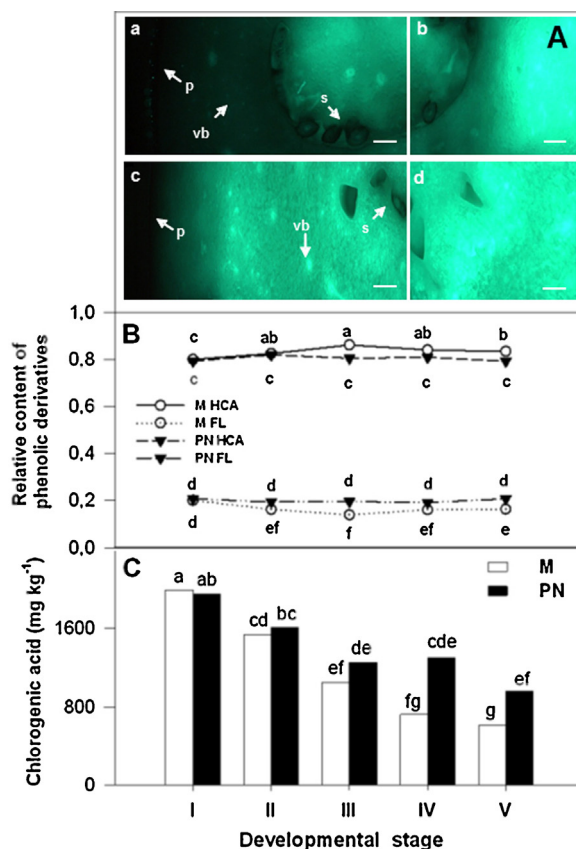 a
b
A
p
vb
s
c
d
p
vb
s
B
1.0
0.8
0.6
0.4
0.2
0.0
Relative content of
phenolic derivatives
c ab a ab b
c c c c c
M HCA
M FL
PN HCA
PN FL
d d d d d
d ef f ef e
C
M
PN
Chlorogenic acid (mg kg-1)
1600
800
0
a ab
cd bc
ef de
fg cde
g ef
I II III IV V
Developmental stage